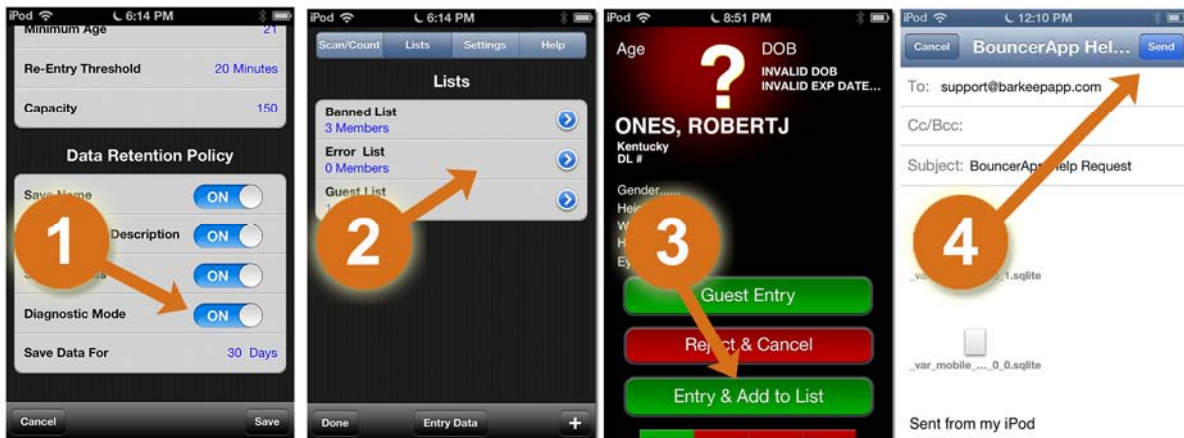 iPod 6:14 PM
Minimum Age 21
Re-Entry Threshold 20 Minutes
Capacity 150
Data Retention Policy
Save Name ON
Description ON
ON
Diagnostic Mode ON
Save Data For 30 Days
Cancel Save
1
iPod 6:14 PM
Scan/Count Lists Settings Help
Lists
Banned List
3 Members
Error List
0 Members
Guest List
Done Entry Data +
2
iPod 8:51 PM
Age ? DOB
INVALID DOB
INVALID EXP DATE...
ONES, ROBERTJ
Kentucky
DL #
Gender......
Guest Entry
Reject & Cancel
Entry & Add to List
3
iPod 12:10 PM
Cancel BouncerApp Hel... Send
To: support@barkeepapp.com
Cc/Bcc:
Subject: BouncerApp Help Request
_1.sqlite
_var_mobile_..._0_0.sqlite
Sent from my iPod
4